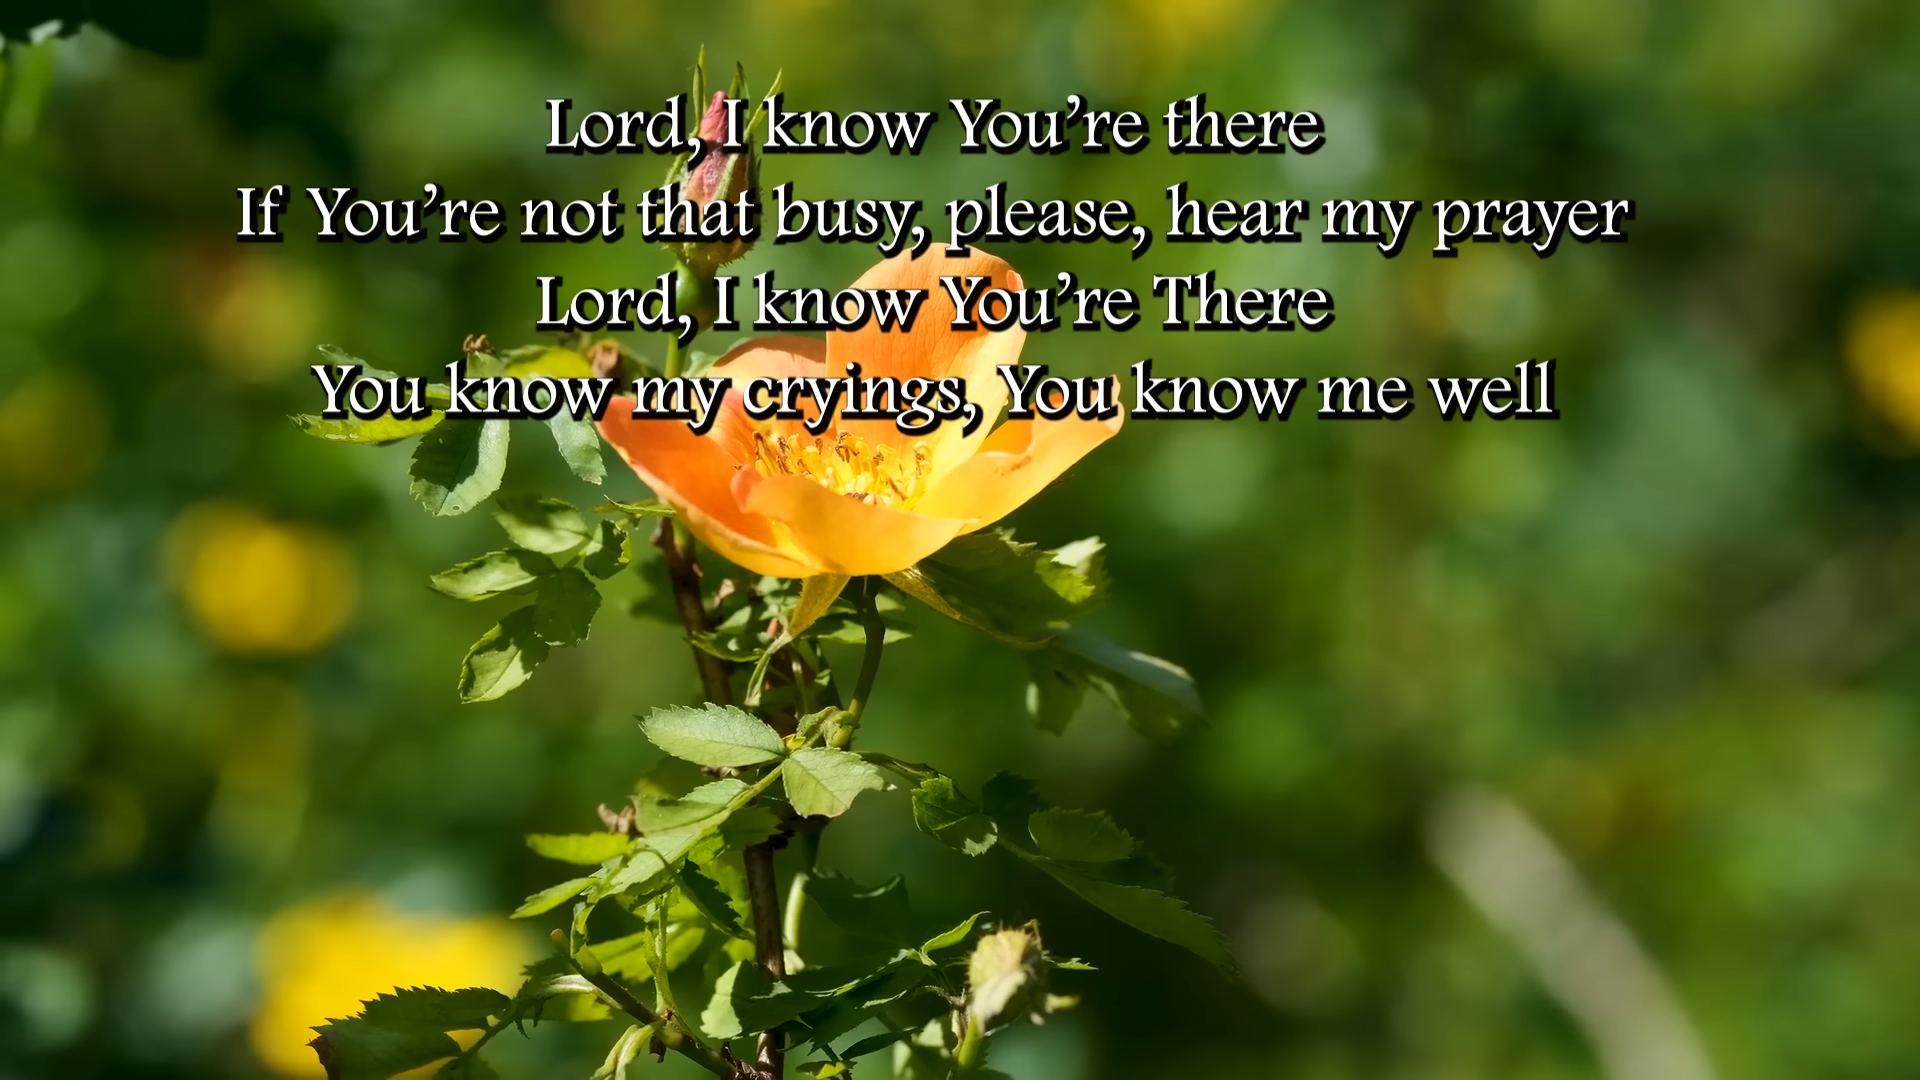 Lord, I know You’re there
If You’re not that busy, please, hear my prayer
Lord, I know You’re There
You know my cryings, You know me well